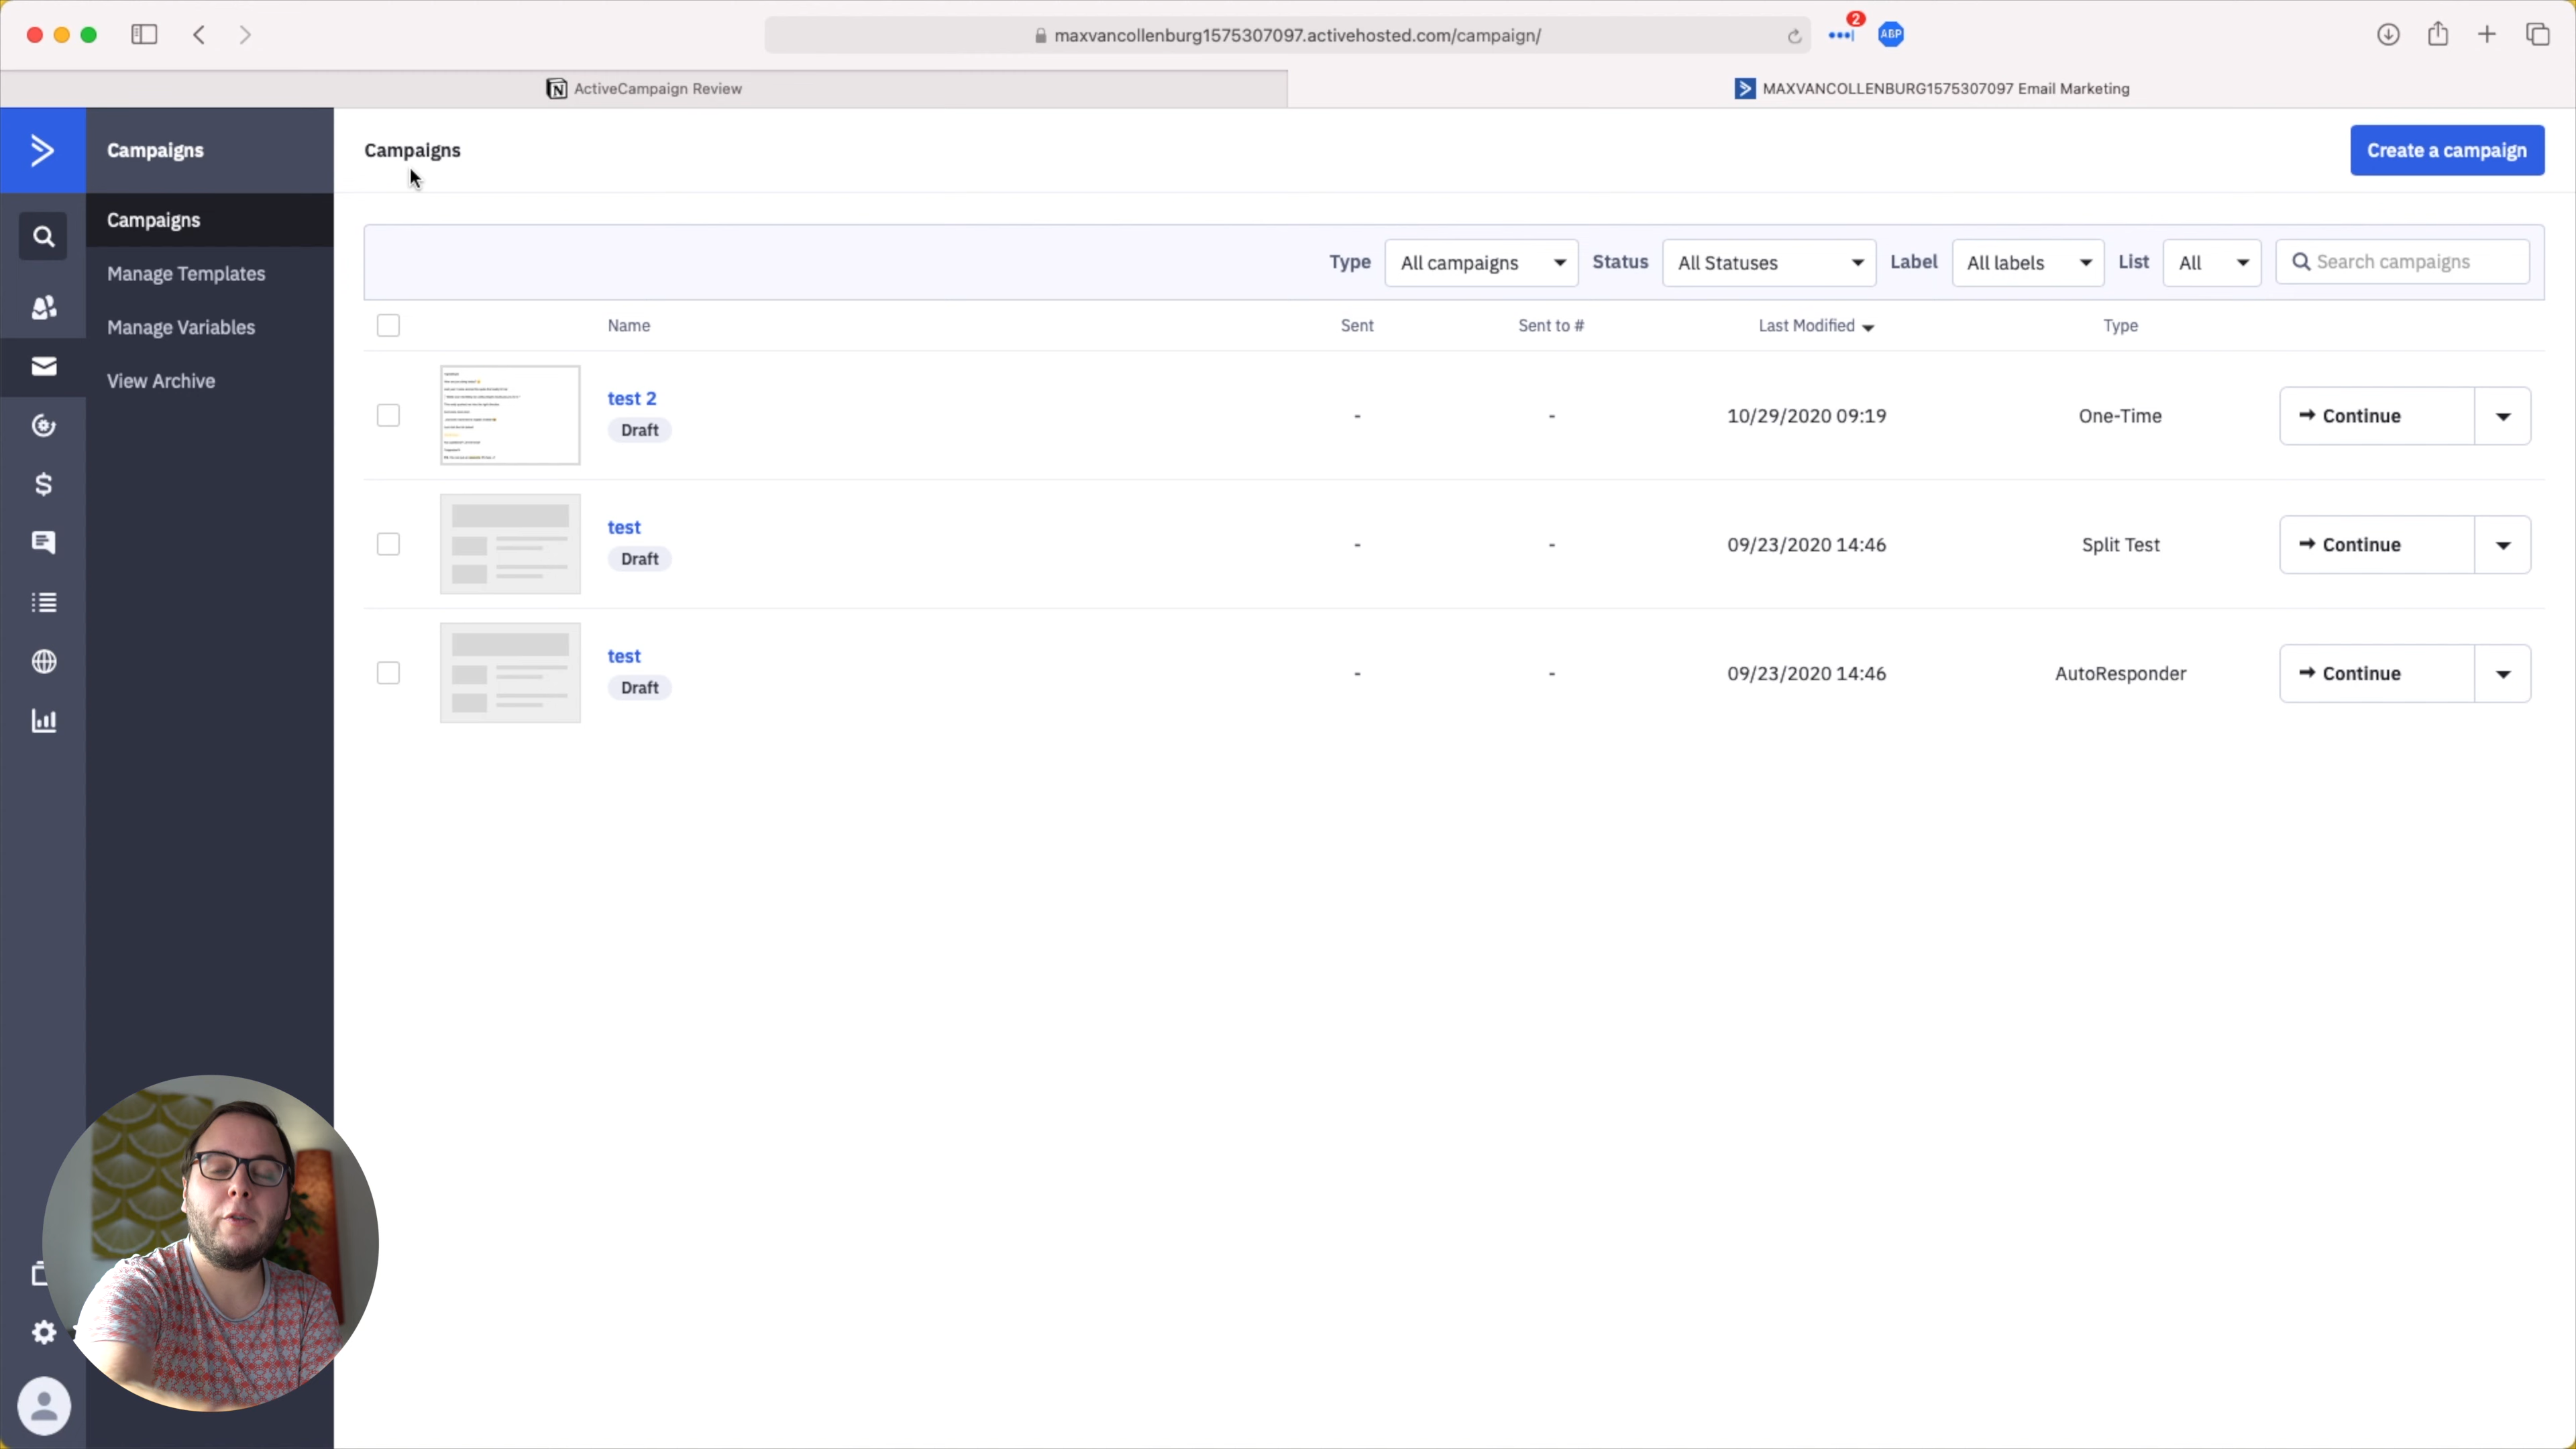 maxvancollenburg1575307097.activehosted.com/campaign/
2
ABP
ActiveCampaign Review
MAXVANCOLLENBURG1575307097 Email Marketing
Campaigns
Campaigns
Create a campaign
Campaigns
Manage Templates
Manage Variables
View Archive
Type All campaigns Status All Statuses Label All labels List All Search campaigns
Name Sent Sent to # Last Modified Type
test 2
Draft
- - 10/29/2020 09:19 One-Time Continue
test
Draft
- - 09/23/2020 14:46 Split Test Continue
test
Draft
- - 09/23/2020 14:46 AutoResponder Continue